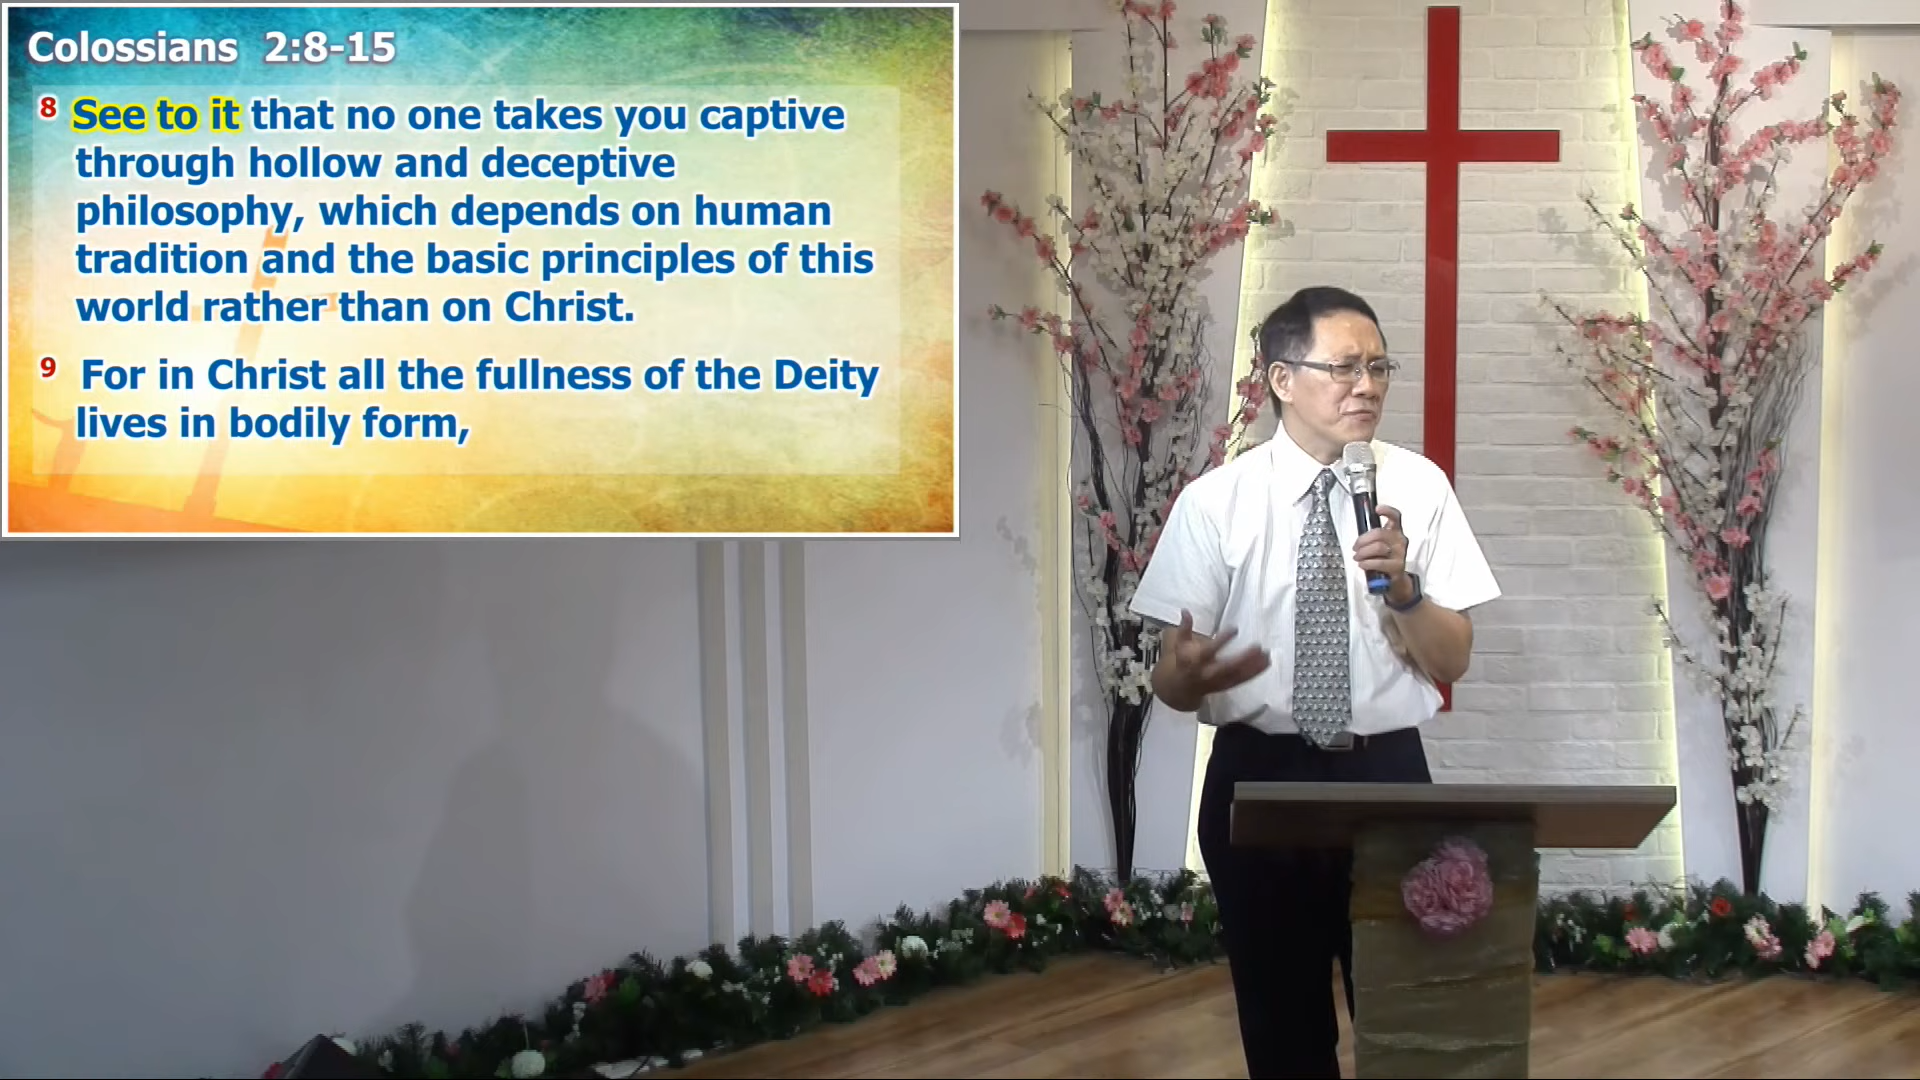 Colossians 2:8-15
8 See to it that no one takes you captive
through hollow and deceptive
philosophy, which depends on human
tradition and the basic principles of this
world rather than on Christ.
9 For in Christ all the fullness of the Deity
lives in bodily form,